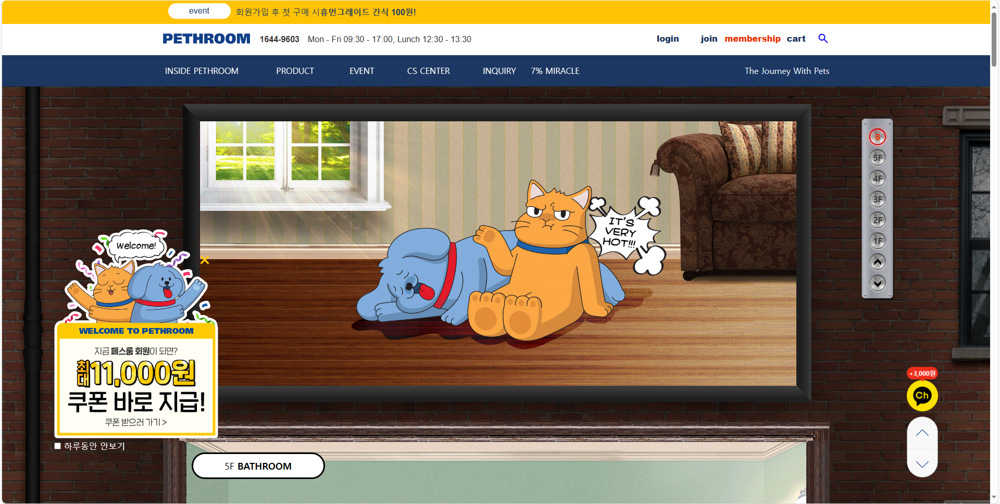 event 회원가입 후 첫 구매 시휴먼그레이드 간식 100원!
PETHROOM 1644-9603 Mon - Fri 09:30 - 17:00, Lunch 12:30 - 13:30 login join membership cart
INSIDE PETHROOM PRODUCT EVENT CS CENTER INQUIRY 7% MIRACLE The Journey With Pets
B
5F
4F
3F
2F
1F
IT'S
VERY
HOT!!!
Welcome!
WELCOME TO PETHROOM
지금 페스룸 회원이 되면?
최대 11,000원
쿠폰 바로 지급!
쿠폰 받으러 가기 >
하루동안 안보기
+3,000원
Ch
5F BATHROOM